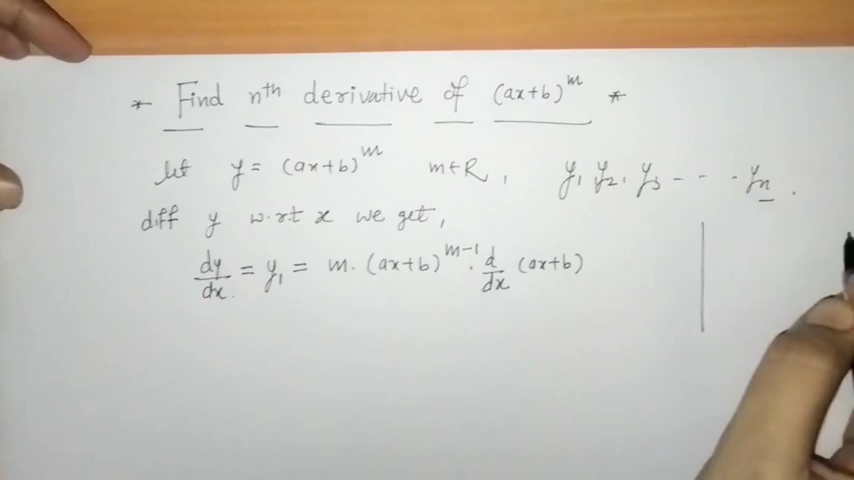 * Find nth derivative of (ax+b)^m *
let y = (ax+b)^m m∈R, y₁ y₂, y₃ - - - - yₙ .
diff y w.r.t x we get,
dy/dx = y₁ = m. (ax+b)^m-1 . d/dx (ax+b)